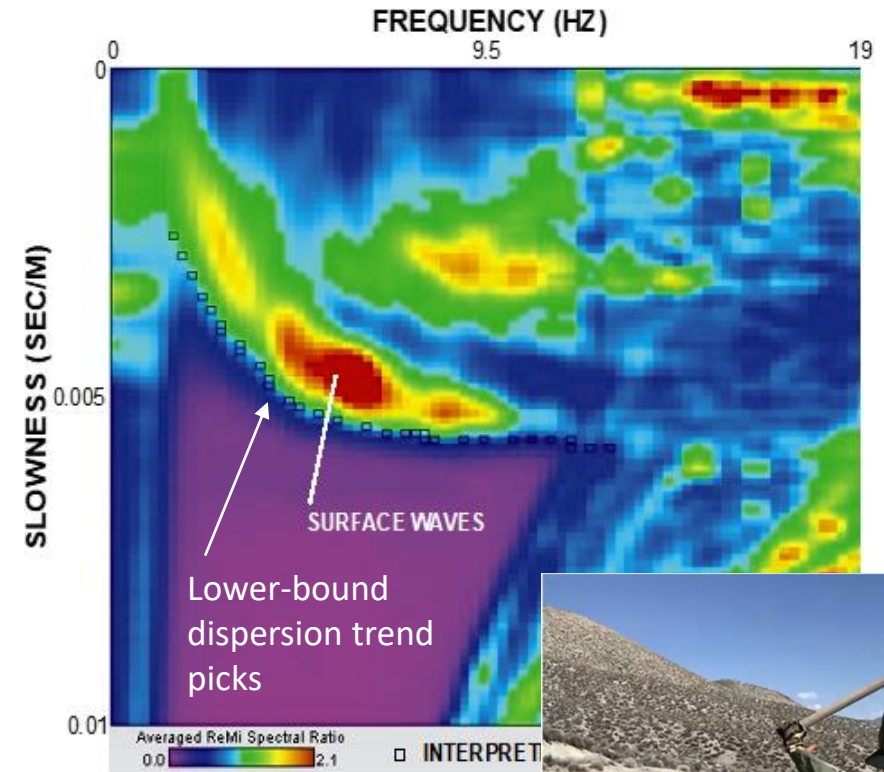 FREQUENCY (HZ)
0 9.5 19
0
SLOWNESS (SEC/M)
0.005
SURFACE WAVES
Lower-bound
dispersion trend
picks
0.01
Averaged ReMi Spectral Ratio
0.0 2.1